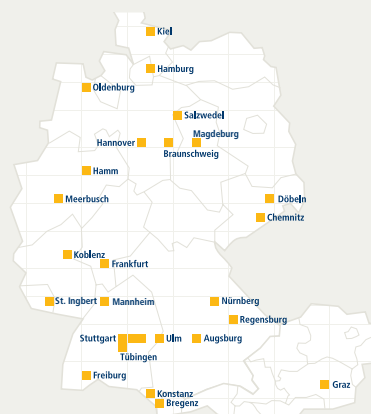 Kiel
Hamburg
Oldenburg
Salzwedel
Magdeburg
Hannover
Braunschweig
Hamm
Meerbusch
Döbeln
Chemnitz
Koblenz
Frankfurt
St. Ingbert
Mannheim
Nürnberg
Regensburg
Stuttgart
Ulm
Augsburg
Tübingen
Freiburg
Graz
Konstanz
Bregenz